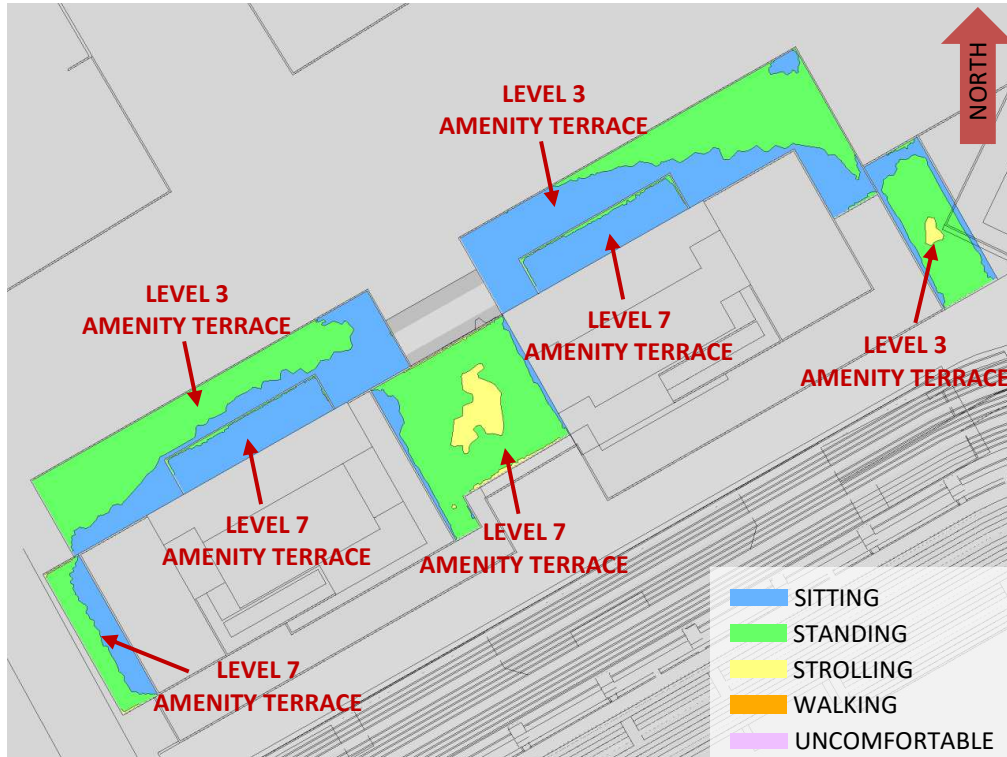 NORTH
LEVEL 3
AMENITY TERRACE
LEVEL 3
AMENITY TERRACE
LEVEL 7
AMENITY TERRACE
LEVEL 3
AMENITY TERRACE
LEVEL 7
AMENITY TERRACE
LEVEL 7
AMENITY TERRACE
LEVEL 7
AMENITY TERRACE
SITTING
STANDING
STROLLING
WALKING
UNCOMFORTABLE